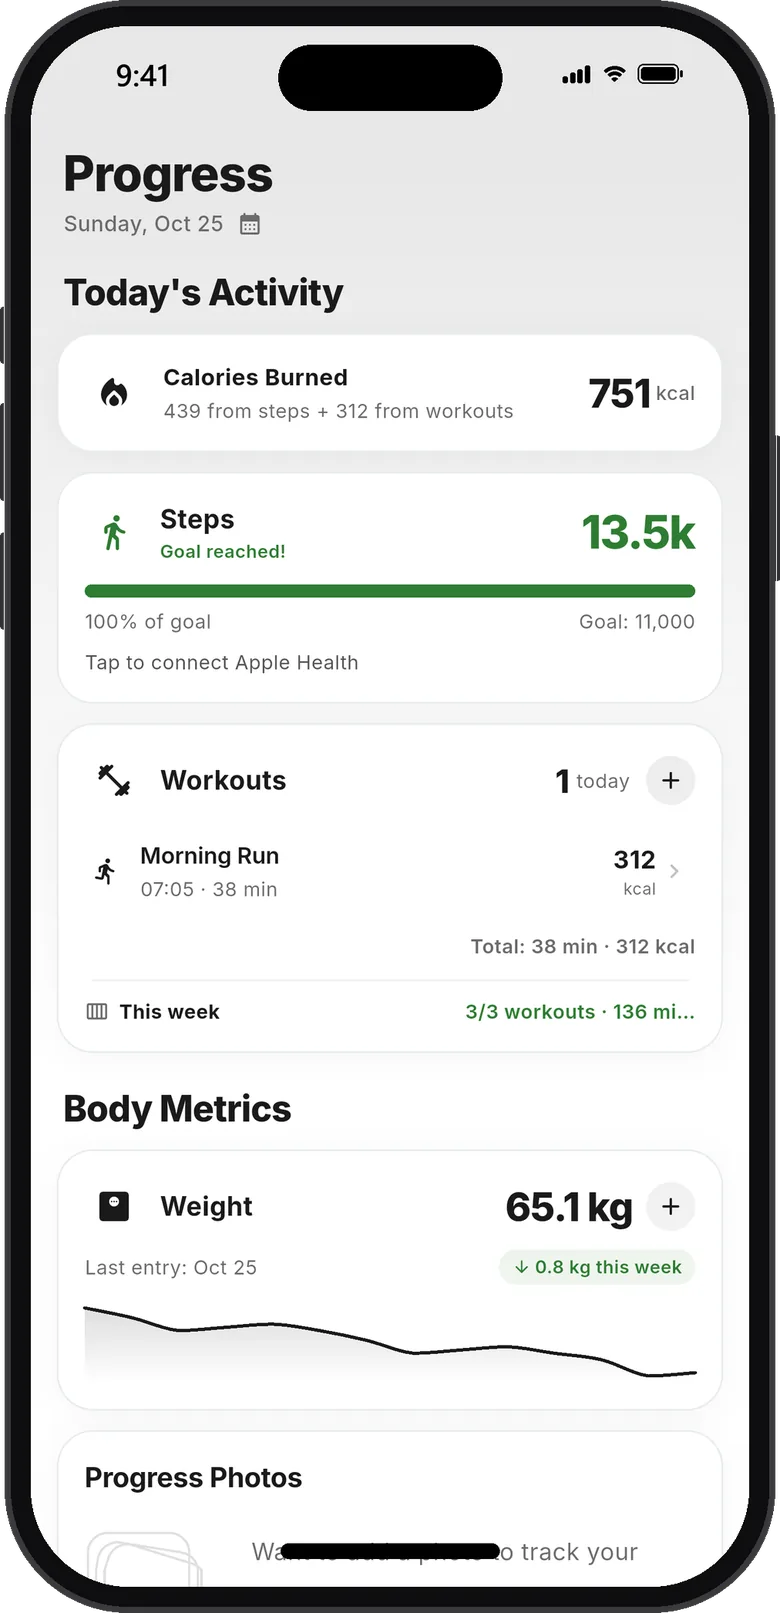 9:41
Progress
Sunday, Oct 25
Today's Activity
Calories Burned
439 from steps + 312 from workouts
751 kcal
Steps
Goal reached!
13.5k
100% of goal
Goal: 11,000
Tap to connect Apple Health
Workouts
1 today
+
Morning Run
07:05 · 38 min
312
kcal
Total: 38 min · 312 kcal
This week
3/3 workouts · 136 mi...
Body Metrics
Weight
65.1 kg
+
Last entry: Oct 25
↓ 0.8 kg this week
Progress Photos
to track your